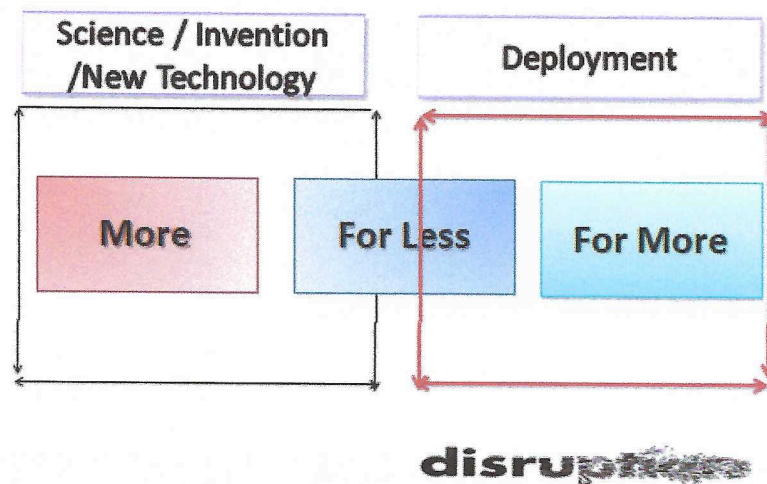 Science / Invention
/New Technology
Deployment
More
For Less
For More